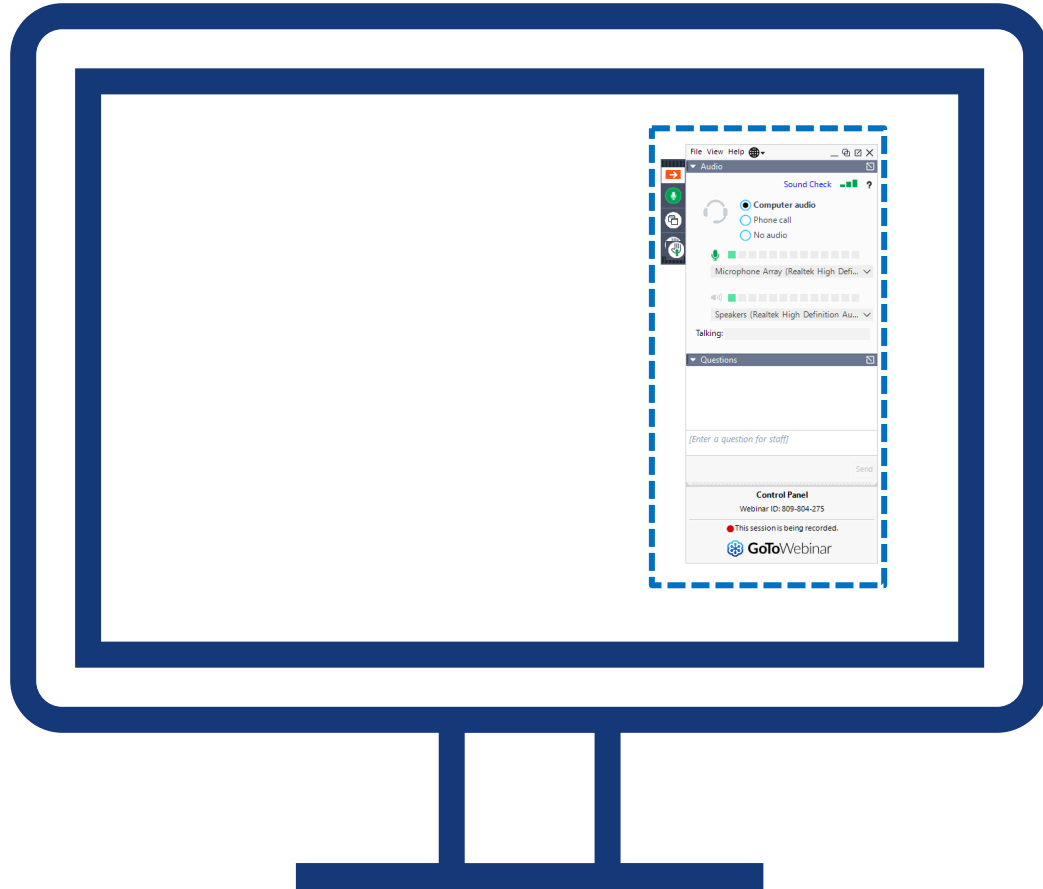 File View Help
Audio
Sound Check ?
Computer audio
Phone call
No audio
Microphone Array (Realtek High Defi...
Speakers (Realtek High Definition Au...
Talking:
Questions
[Enter a question for staff]
Send
Control Panel
Webinar ID: 809-804-275
This session is being recorded.
GoToWebinar